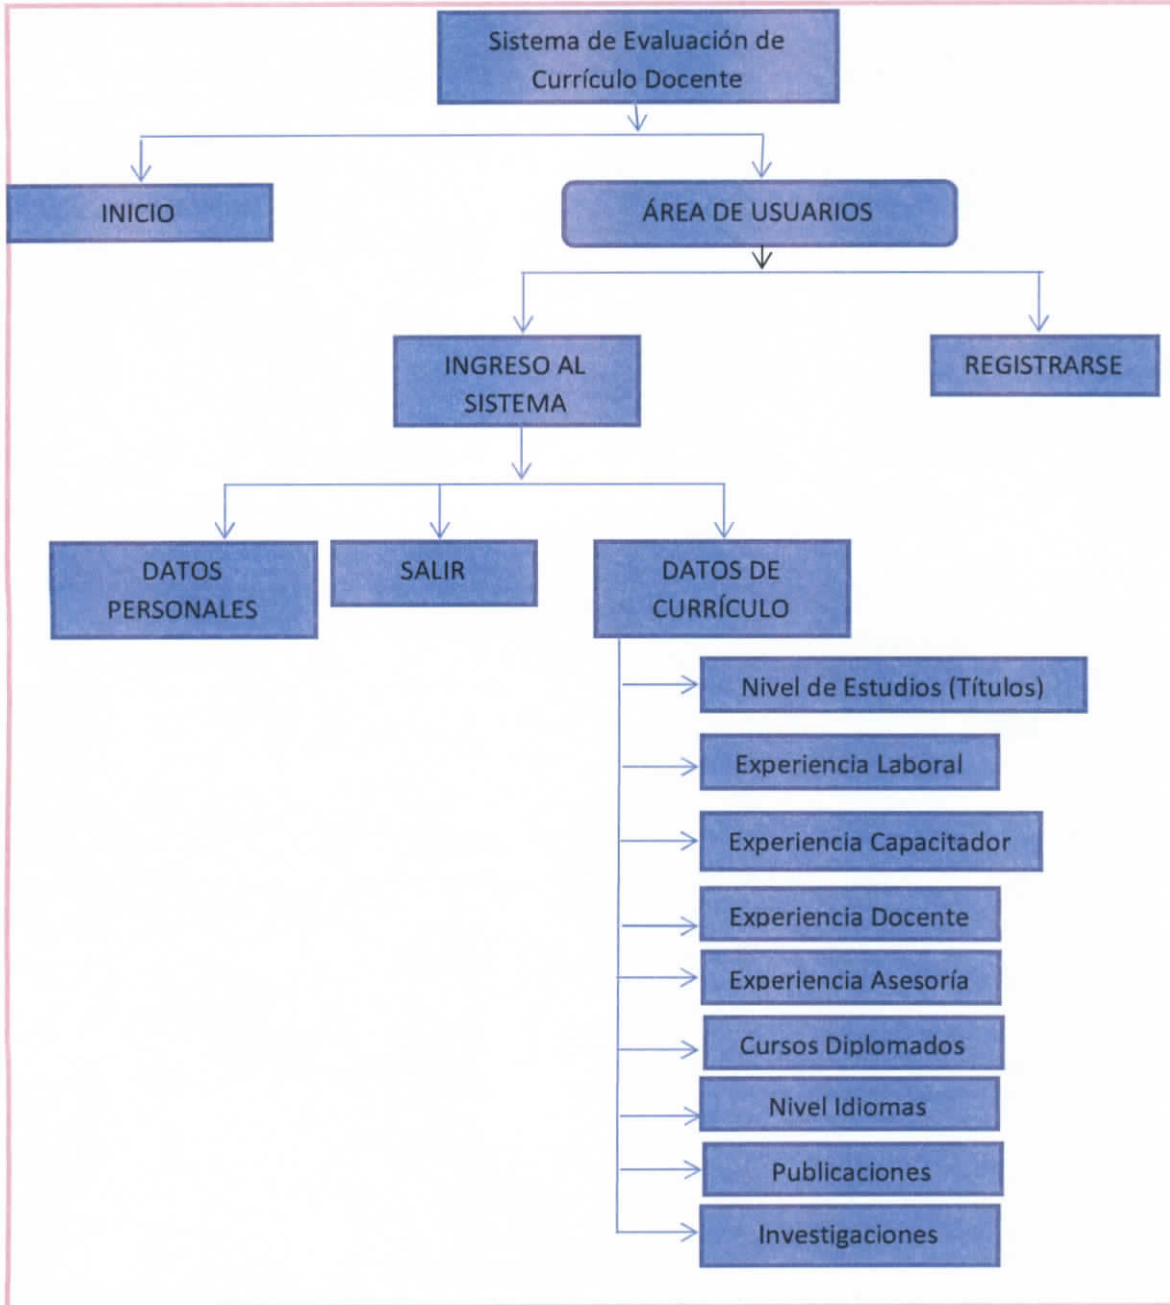 Sistema de Evaluación de
Currículo Docente
INICIO
ÁREA DE USUARIOS
INGRESO AL
SISTEMA
REGISTRARSE
DATOS
PERSONALES
SALIR
DATOS DE
CURRÍCULO
Nivel de Estudios (Títulos)
Experiencia Laboral
Experiencia Capacitador
Experiencia Docente
Experiencia Asesoría
Cursos Diplomados
Nivel Idiomas
Publicaciones
Investigaciones